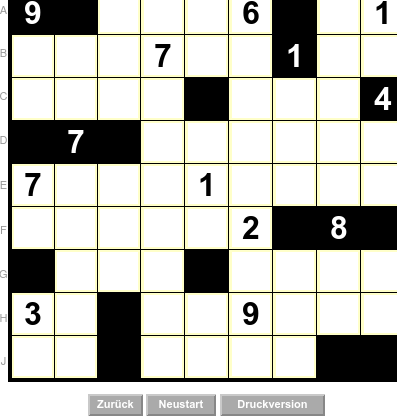 A 9 6 1
B 7 1
C 4
D 7
E 7 1
F 2 8
G
H 3 9
J
Zurück Neustart Druckversion